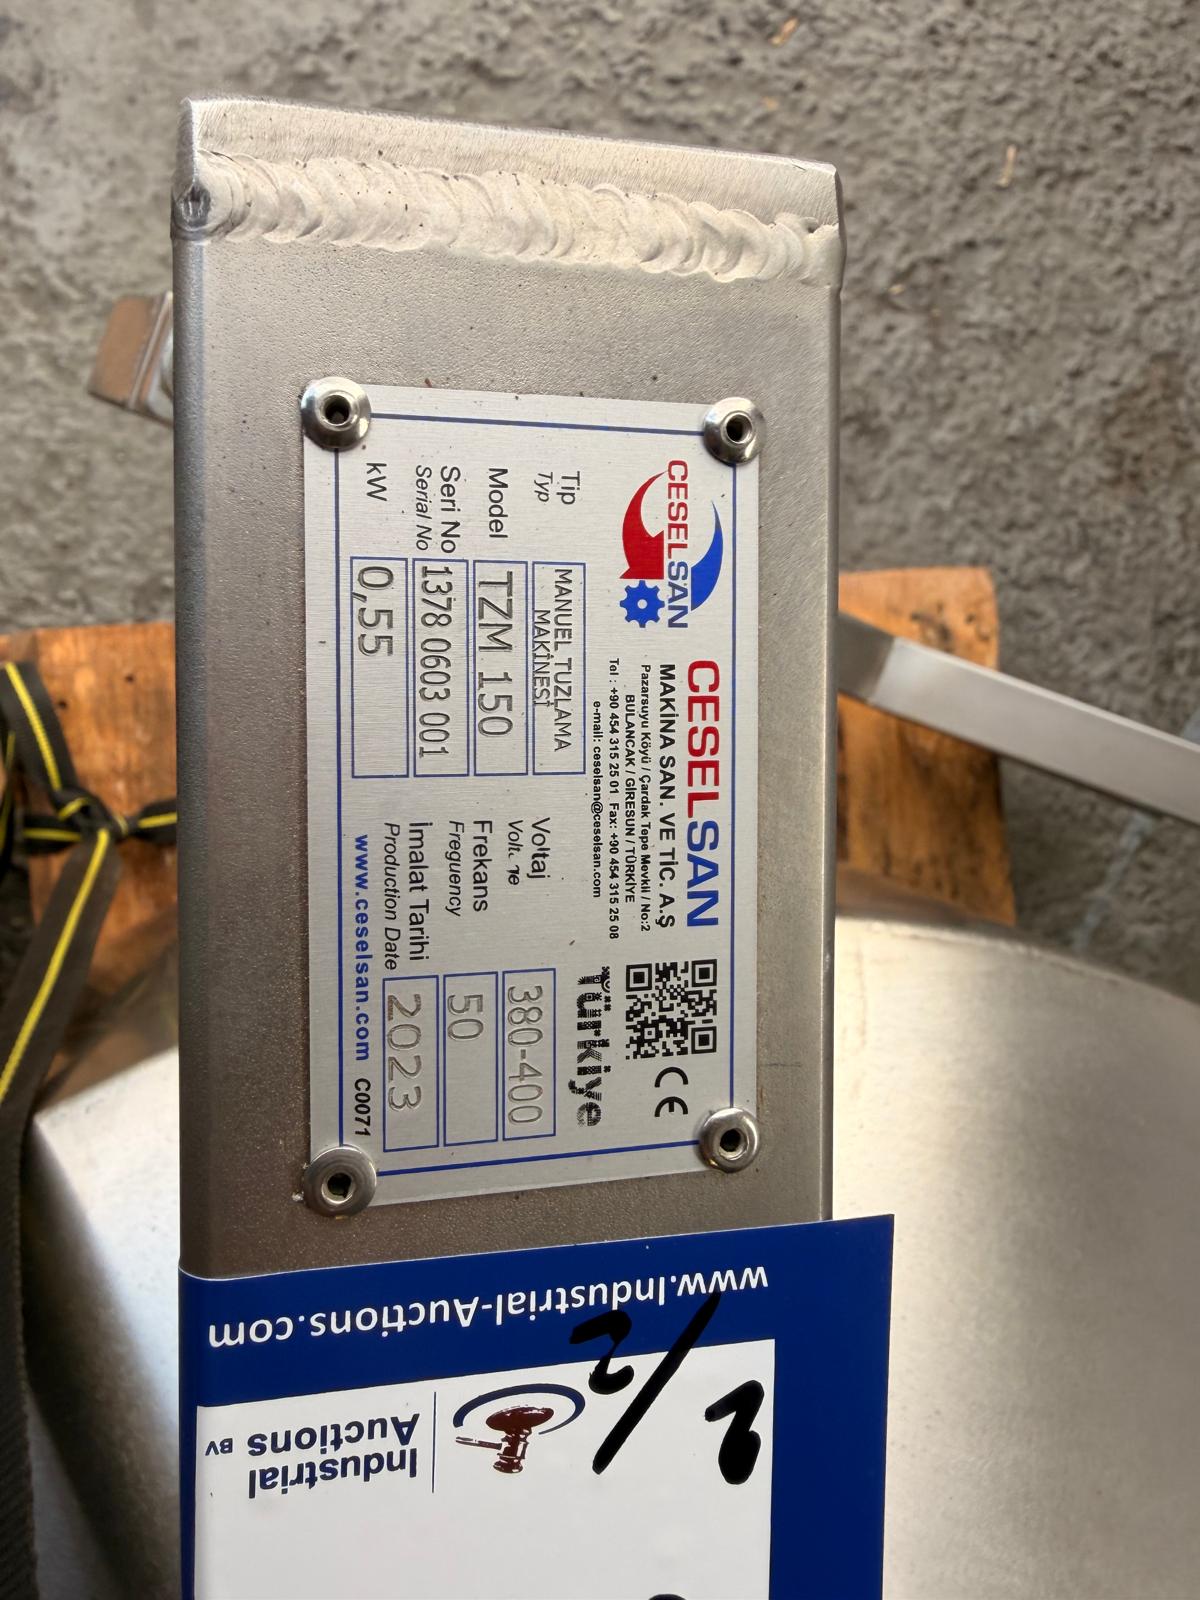 CESELSAN
CESELSAN
MAKİNA SAN. VE TİC. A.Ş
Pazarsuyu Köyü / Çardak Tepe Mevkii / No:2
BULANCAK / GİRESUN / TÜRKİYE
Tel : +90 454 315 25 01 Fax: +90 454 315 25 08
e-mail: ceselsan@ceselsan.com
CE
Türkiye
Tip
Typ
MANUEL TUZLAMA
MAKİNESİ
Model
TZM 150
Seri No
Serial No
1378 0603 001
kW
0,55
Voltaj
380-400
Frekans
Freguency
50
İmalat Tarihi
Production Date
2023
www.ceselsan.com C0071
www.Industrial-Auctions.com
Industrial
Auctions BV
2/2